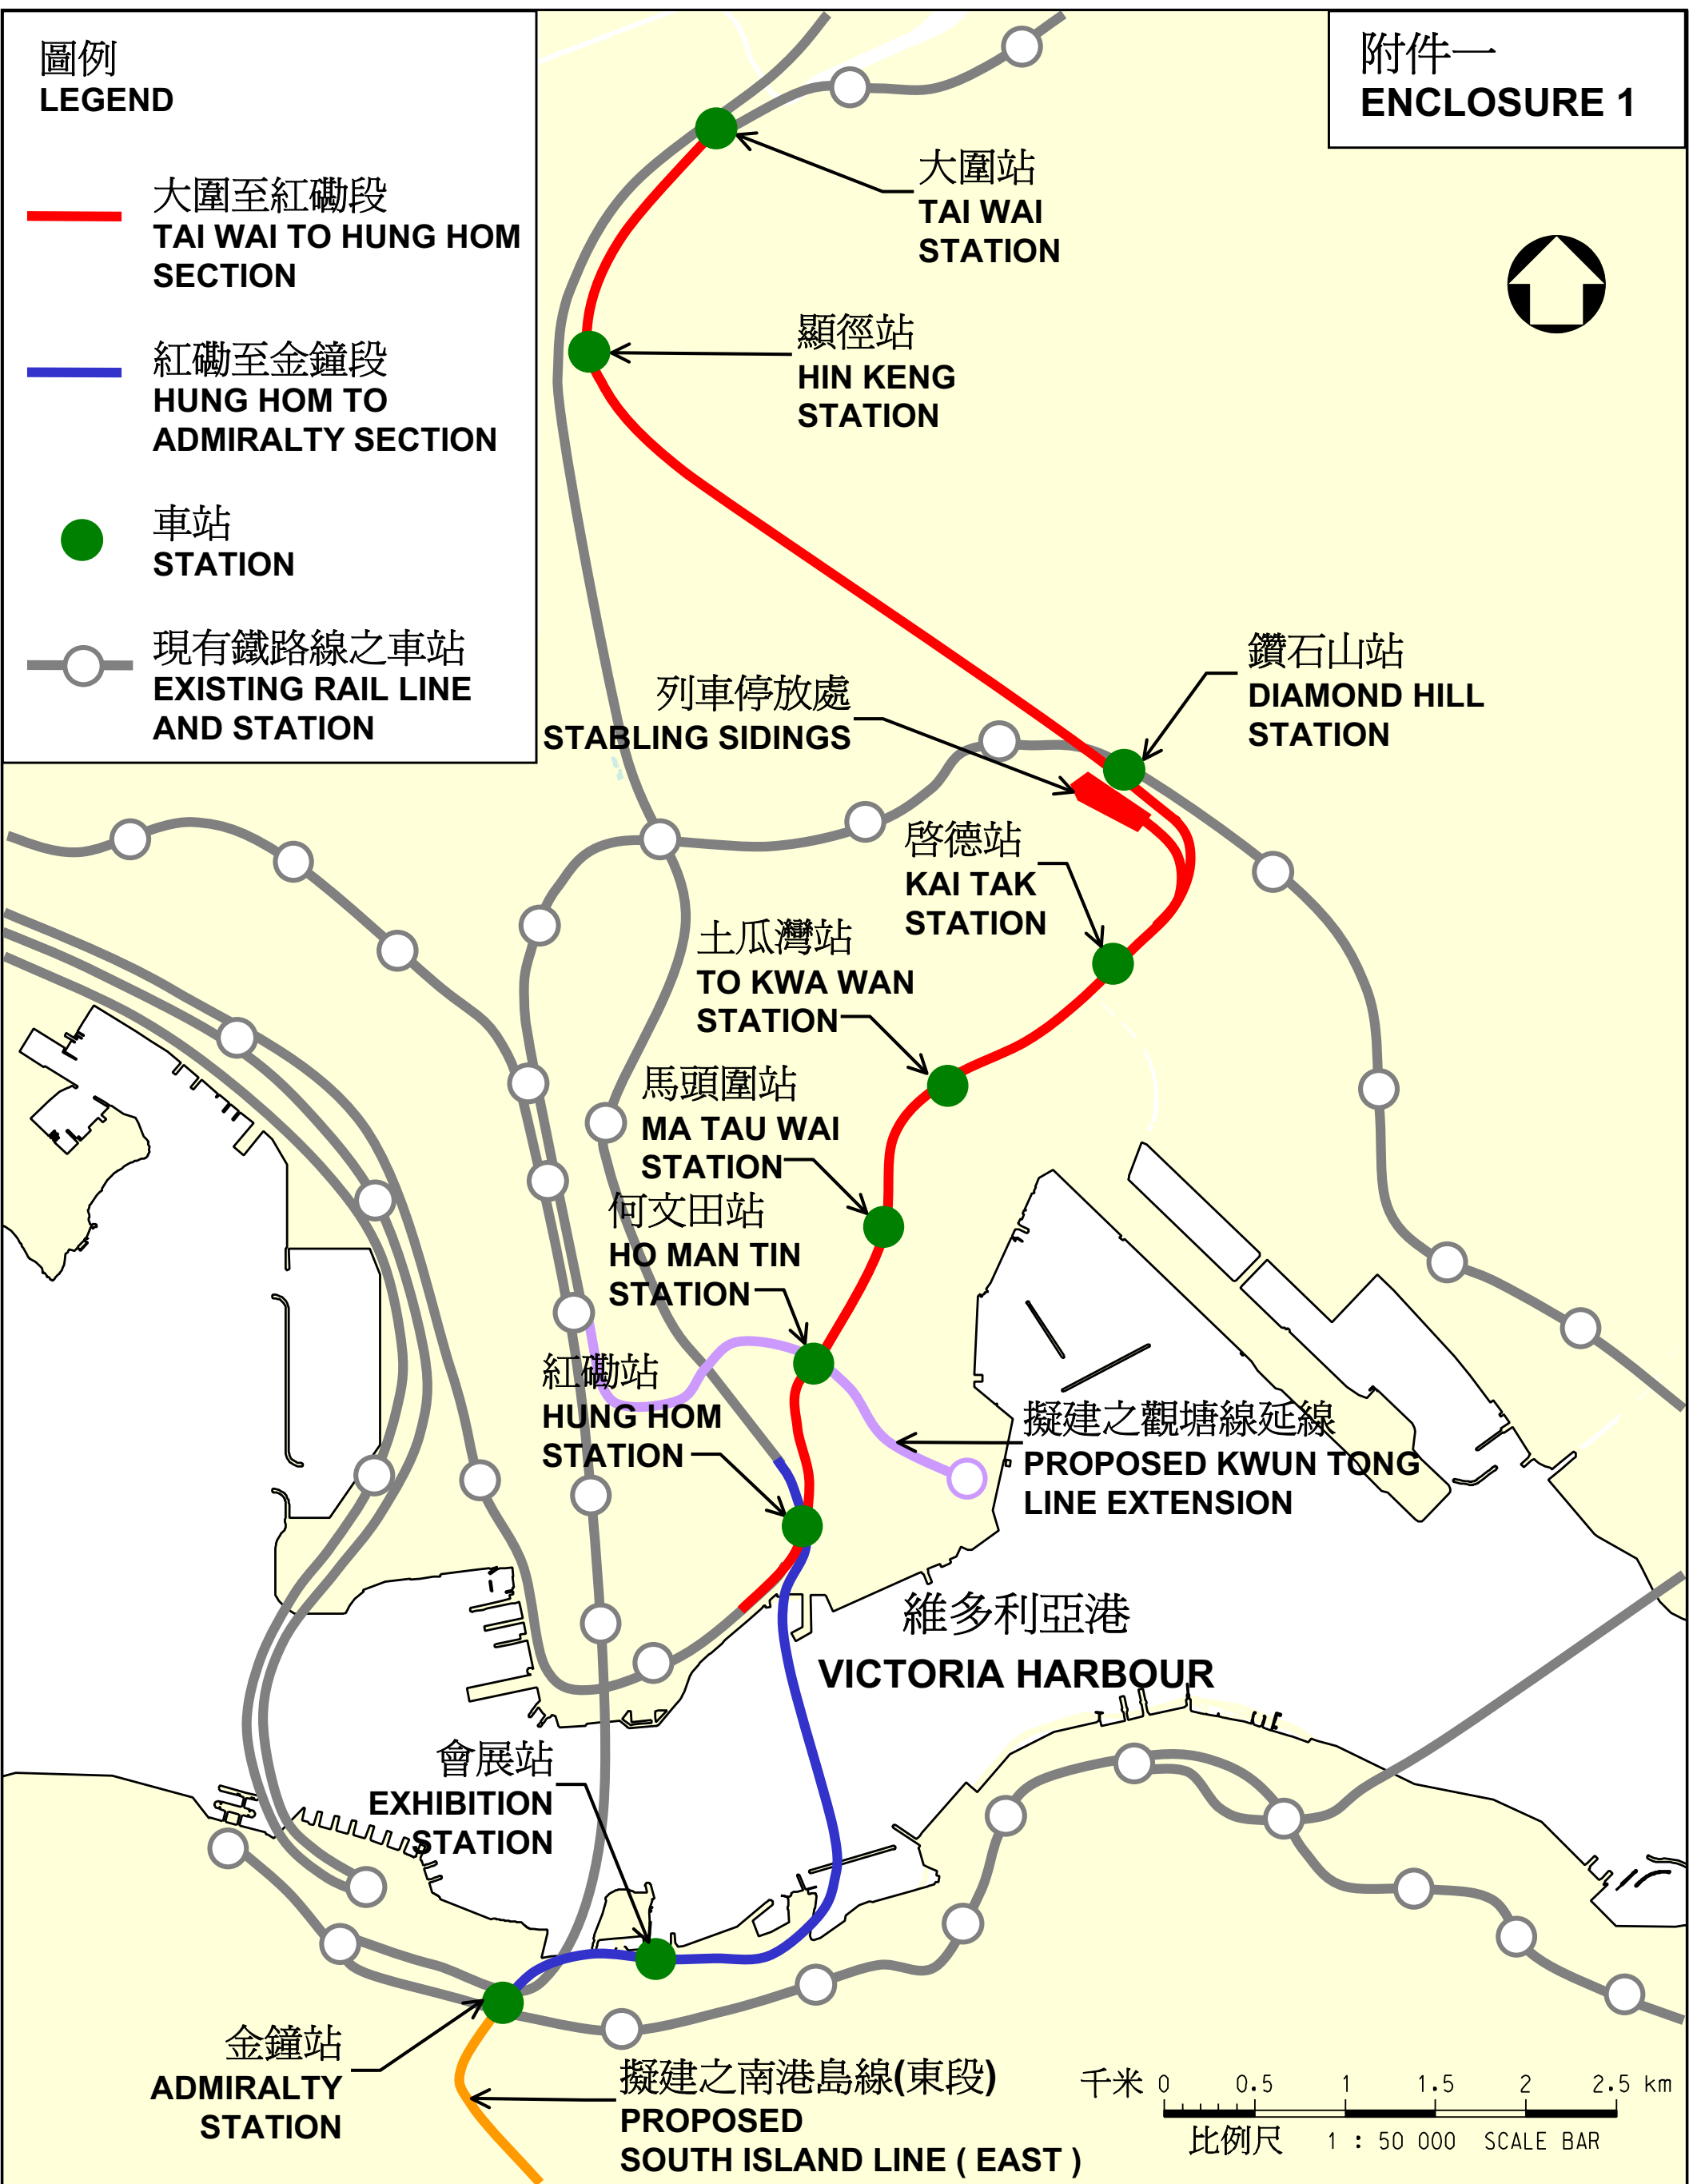 圖例
LEGEND
大圍至紅磡段
TAI WAI TO HUNG HOM
SECTION
紅磡至金鐘段
HUNG HOM TO
ADMIRALTY SECTION
車站
STATION
現有鐵路線之車站
EXISTING RAIL LINE
AND STATION
附件一
ENCLOSURE 1
大圍站
TAI WAI
STATION
顯徑站
HIN KENG
STATION
鑽石山站
DIAMOND HILL
STATION
列車停放處
STABLING SIDINGS
啓德站
KAI TAK
STATION
土瓜灣站
TO KWA WAN
STATION
馬頭圍站
MA TAU WAI
STATION
何文田站
HO MAN TIN
STATION
紅磡站
HUNG HOM
STATION
擬建之觀塘線延線
PROPOSED KWUN TONG
LINE EXTENSION
維多利亞港
VICTORIA HARBOUR
會展站
EXHIBITION
STATION
金鐘站
ADMIRALTY
STATION
擬建之南港島線(東段)
PROPOSED
SOUTH ISLAND LINE ( EAST )
千米 0 0.5 1 1.5 2 2.5 km
比例尺 1 : 50 000 SCALE BAR